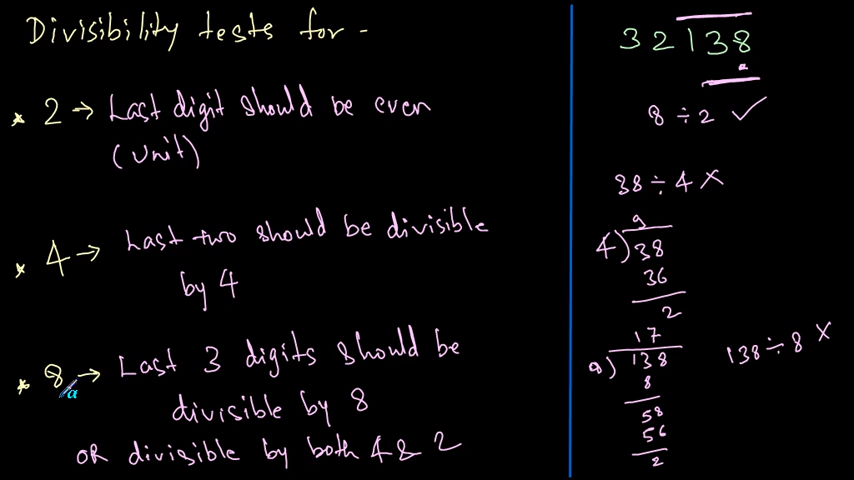 Divisibility tests for -
* 2 → Last digit should be even
(Unit)
* 4 → Last two should be divisible
by 4
* 8 → Last 3 digits should be
divisible by 8
OR divisible by both 4 & 2
32138
8 ÷ 2 ✓
38 ÷ 4 ✗
9
4)38
36
2
17
8)138
8
58
56
2
138 ÷ 8 ✗